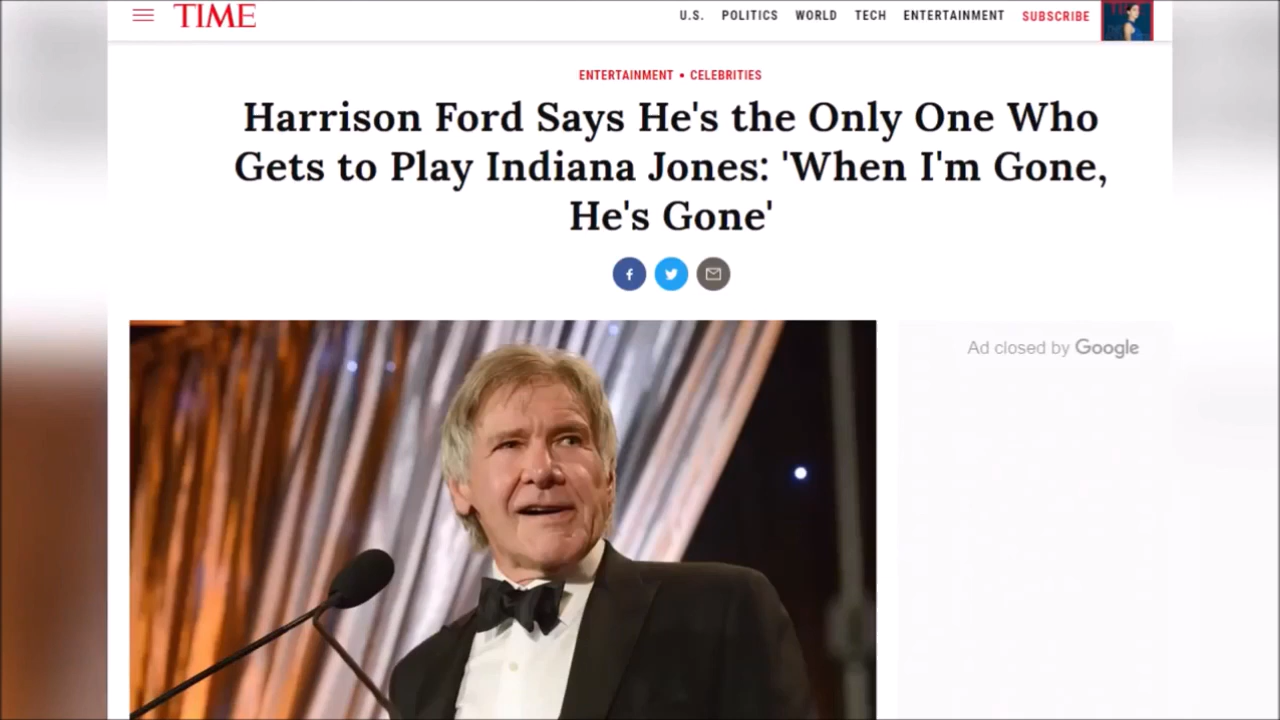 TIME
U.S. POLITICS WORLD TECH ENTERTAINMENT SUBSCRIBE
ENTERTAINMENT • CELEBRITIES
Harrison Ford Says He's the Only One Who
Gets to Play Indiana Jones: 'When I'm Gone,
He's Gone'
f
Ad closed by Google